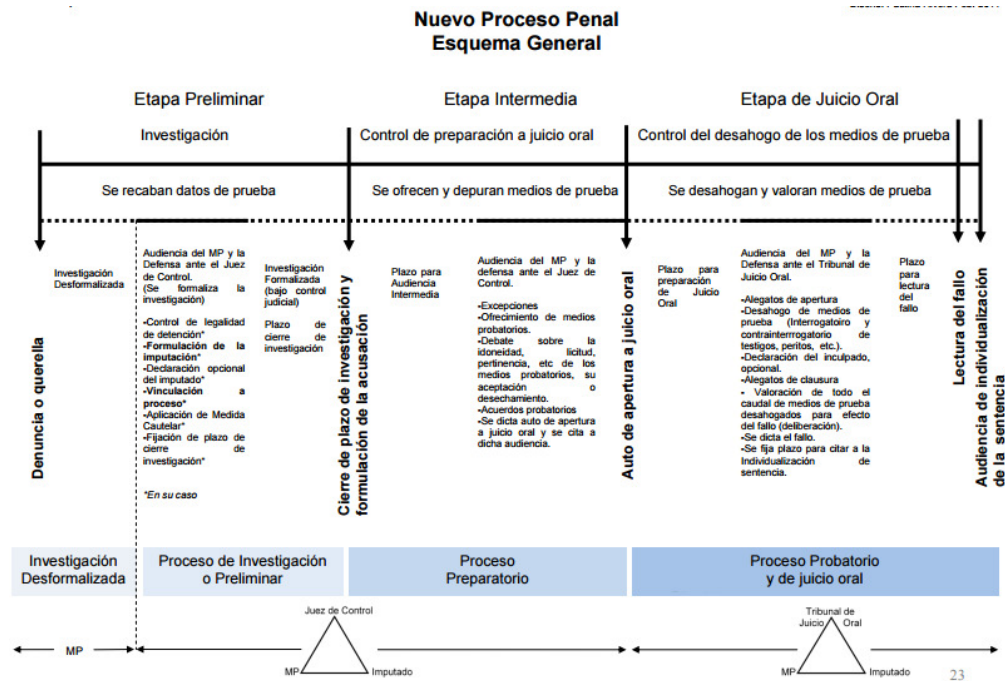 Nuevo Proceso Penal
Esquema General
Etapa Preliminar
Etapa Intermedia
Etapa de Juicio Oral
Investigación
Control de preparación a juicio oral
Control del desahogo de los medios de prueba
Se recaban datos de prueba
Se ofrecen y depuran medios de prueba
Se desahogan y valoran medios de prueba
Denuncia o querella
Investigación
Desformalizada
Audiencia del MP y la
Defensa ante el Juez
de Control.
(Se formaliza la
investigación)
-Control de legalidad
de detención*
-Formulación de la
imputación*
-Declaración opcional
del imputado*
-Vinculación a
proceso*
-Aplicación de Medida
Cautelar*
-Fijación de plazo de
cierre de
investigación*
*En su caso
Investigación
Formalizada
(bajo control
judicial)
Plazo de
cierre de
investigación
Cierre de plazo de investigación y
formulación de la acusación
Plazo para
Audiencia
Intermedia
Audiencia del MP y la
defensa ante el Juez de
Control.
-Excepciones
-Ofrecimiento de medios
probatorios.
-Debate sobre la
idoneidad, licitud,
pertinencia, etc de los
medios probatorios, su
aceptación o
desechamiento.
-Acuerdos probatorios
-Se dicta auto de apertura
a juicio oral y se cita a
dicha audiencia.
Auto de apertura a juicio oral
Plazo para
preparación
de Juicio
Oral
Audiencia del MP y la
Defensa ante el Tribunal de
Juicio Oral.
-Alegatos de apertura
-Desahogo de medios de
prueba (Interrogatoiro y
contrainterrrogatorio de
testigos, peritos, etc.).
-Declaración del inculpado,
opcional.
-Alegatos de clausura
- Valoración de todo el
caudal de medios de prueba
desahogados para efecto
del fallo (deliberación).
-Se dicta el fallo.
-Se fija plazo para citar a la
Individualización de
sentencia.
Plazo
para
lectura
del
fallo
Lectura del fallo
Audiencia de individualización
de la sentencia
Investigación
Desformalizada
Proceso de Investigación
o Preliminar
Proceso
Preparatorio
Proceso Probatorio
y de juicio oral
MP
Juez de Control
MP
Imputado
Tribunal de
Juicio Oral
MP
Imputado
23